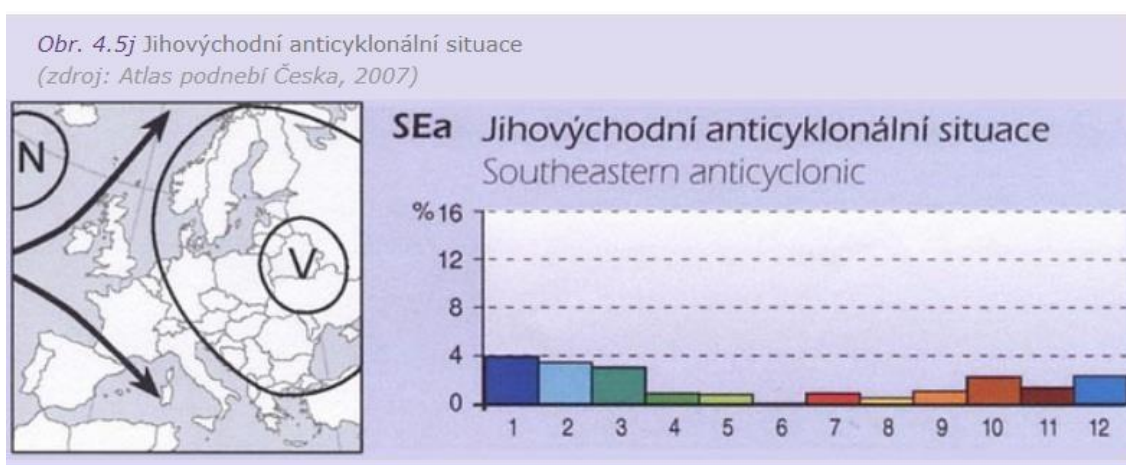 Obr. 4.5j Jihovýchodní anticyklonální situace
(zdroj: Atlas podnebí Česka, 2007)
N
V
SEa Jihovýchodní anticyklonální situace
Southeastern anticyclonic
% 16
12
8
4
0
1 2 3 4 5 6 7 8 9 10 11 12